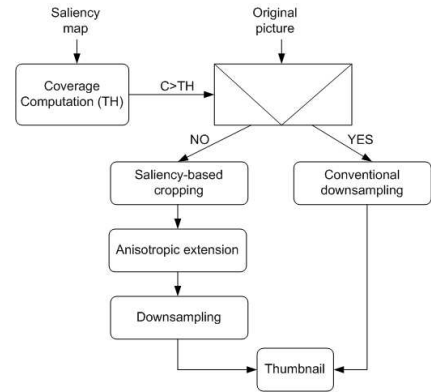 Saliency
map
Original
picture
Coverage
Computation (TH)
C>TH
NO
YES
Saliency-based
cropping
Conventional
downsampling
Anisotropic extension
Downsampling
Thumbnail